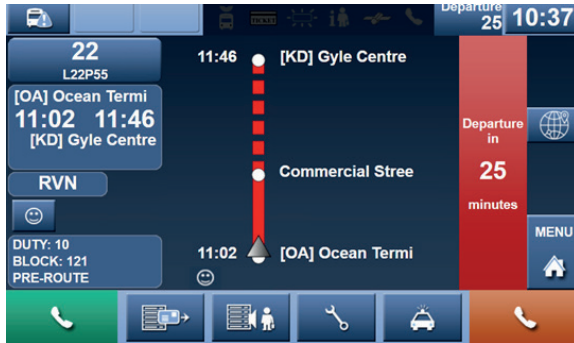 Departure
25
10:37
22
L22P55
[OA] Ocean Termi
11:02 11:46
[KD] Gyle Centre
RVN
DUTY: 10
BLOCK: 121
PRE-ROUTE
11:46 [KD] Gyle Centre
Commercial Stree
11:02 [OA] Ocean Termi
Departure
in
25
minutes
MENU